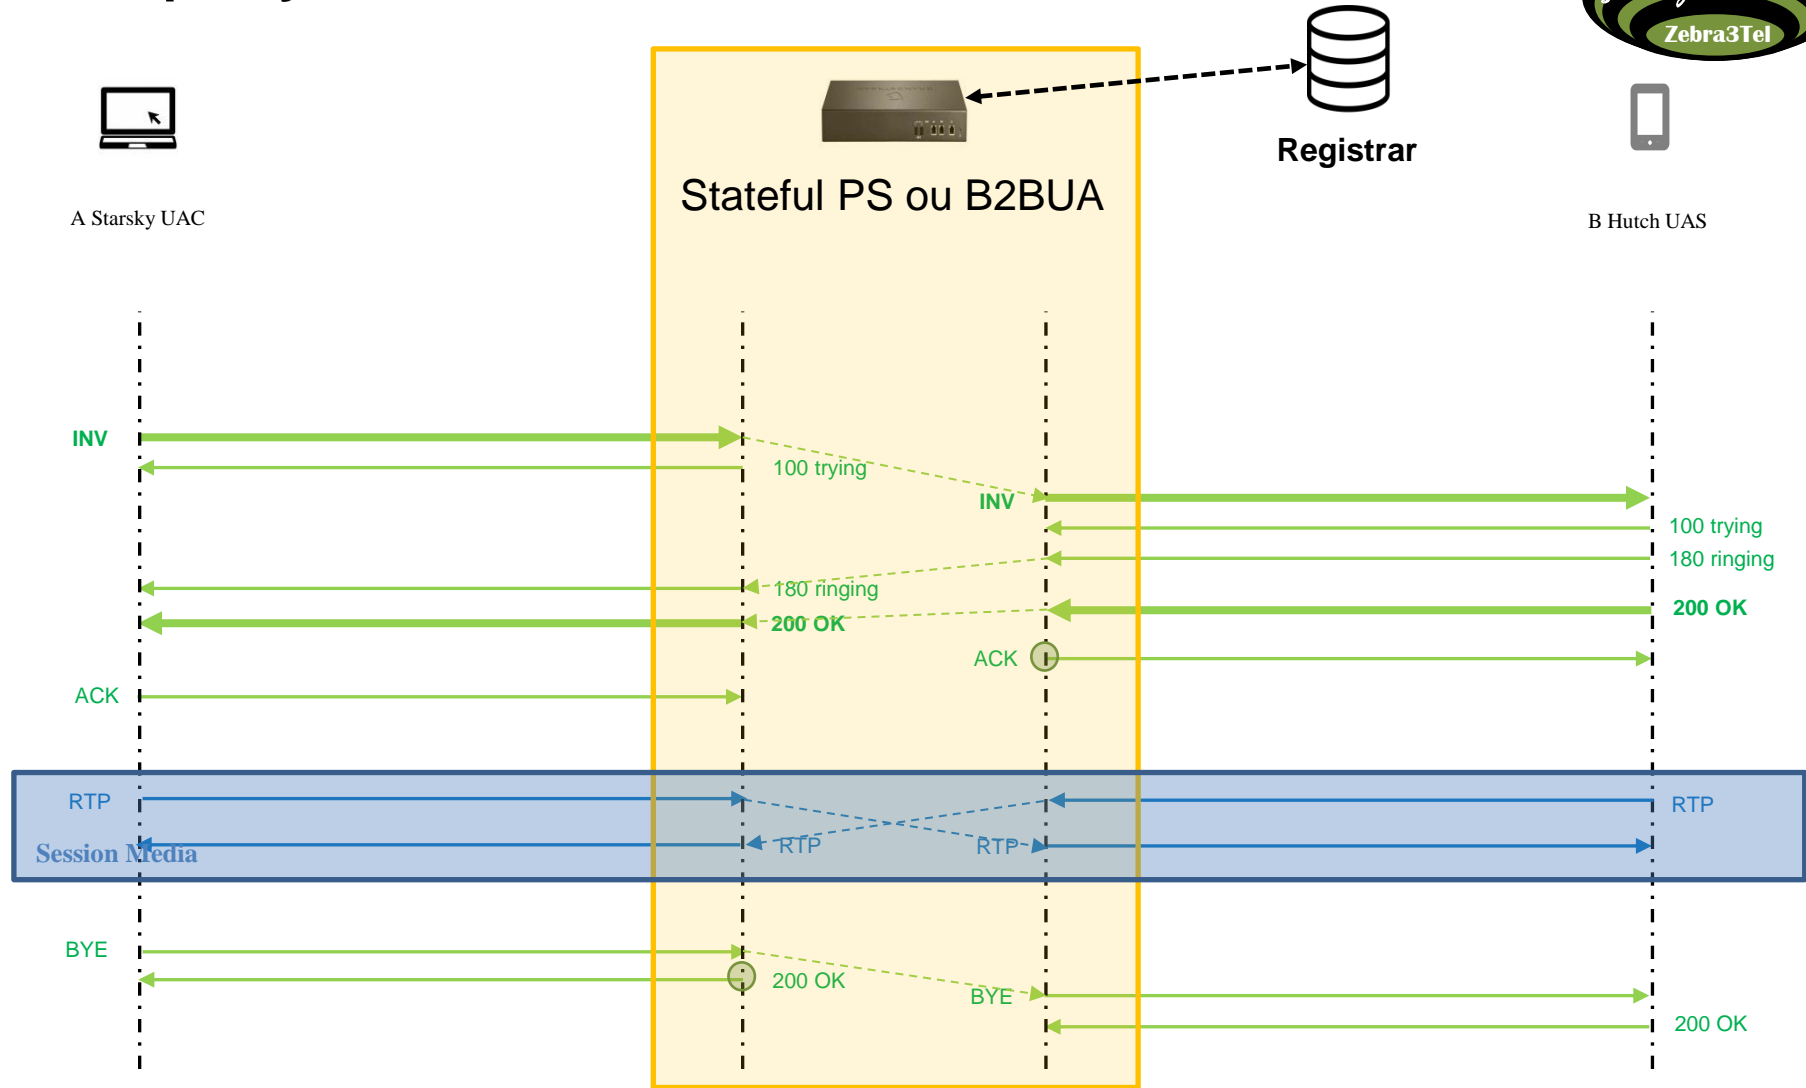 Zebra3Tel
Registrar
Stateful PS ou B2BUA
A Starsky UAC
B Hutch UAS
INV
100 trying
INV
100 trying
180 ringing
180 ringing
200 OK
200 OK
ACK
ACK
RTP
RTP
RTP
RTP
Session Media
BYE
200 OK
BYE
200 OK